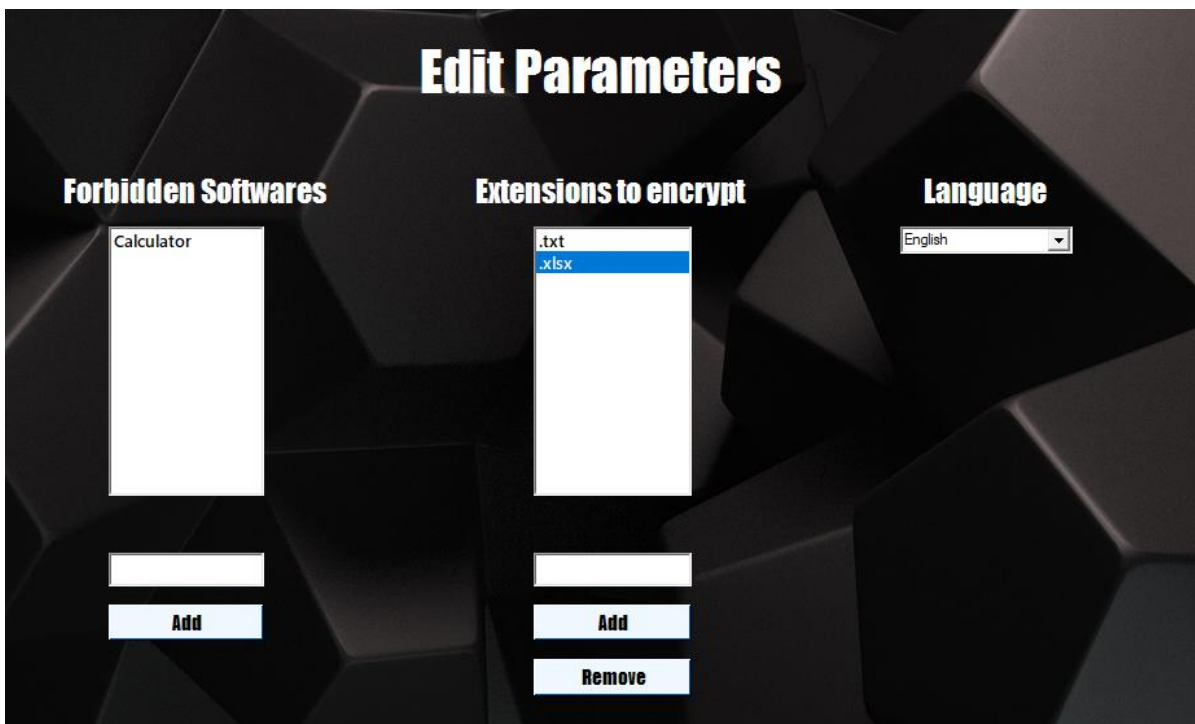 Edit Parameters
Forbidden Softwares
Calculator
Add
Extensions to encrypt
.txt
.xlsx
Add
Remove
Language
English